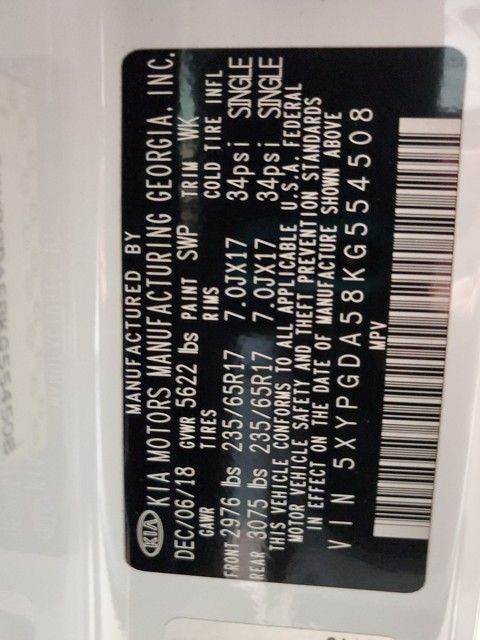 MANUFACTURED BY
KIA KIA MOTORS MANUFACTURING GEORGIA, INC.
DEC/06/18 GVWR 5622 lbs PAINT SWP TRIM WK
GAWR TIRES RIMS COLD TIRE INFL
FRONT 2976 lbs 235/65R17 7.0JX17 34psi SINGLE
REAR 3075 lbs 235/65R17 7.0JX17 34psi SINGLE
THIS VEHICLE CONFORMS TO ALL APPLICABLE U.S.A. FEDERAL
MOTOR VEHICLE SAFETY AND THEFT PREVENTION STANDARDS
IN EFFECT ON THE DATE OF MANUFACTURE SHOWN ABOVE
VIN 5XYPGDA58KG554508
MPV